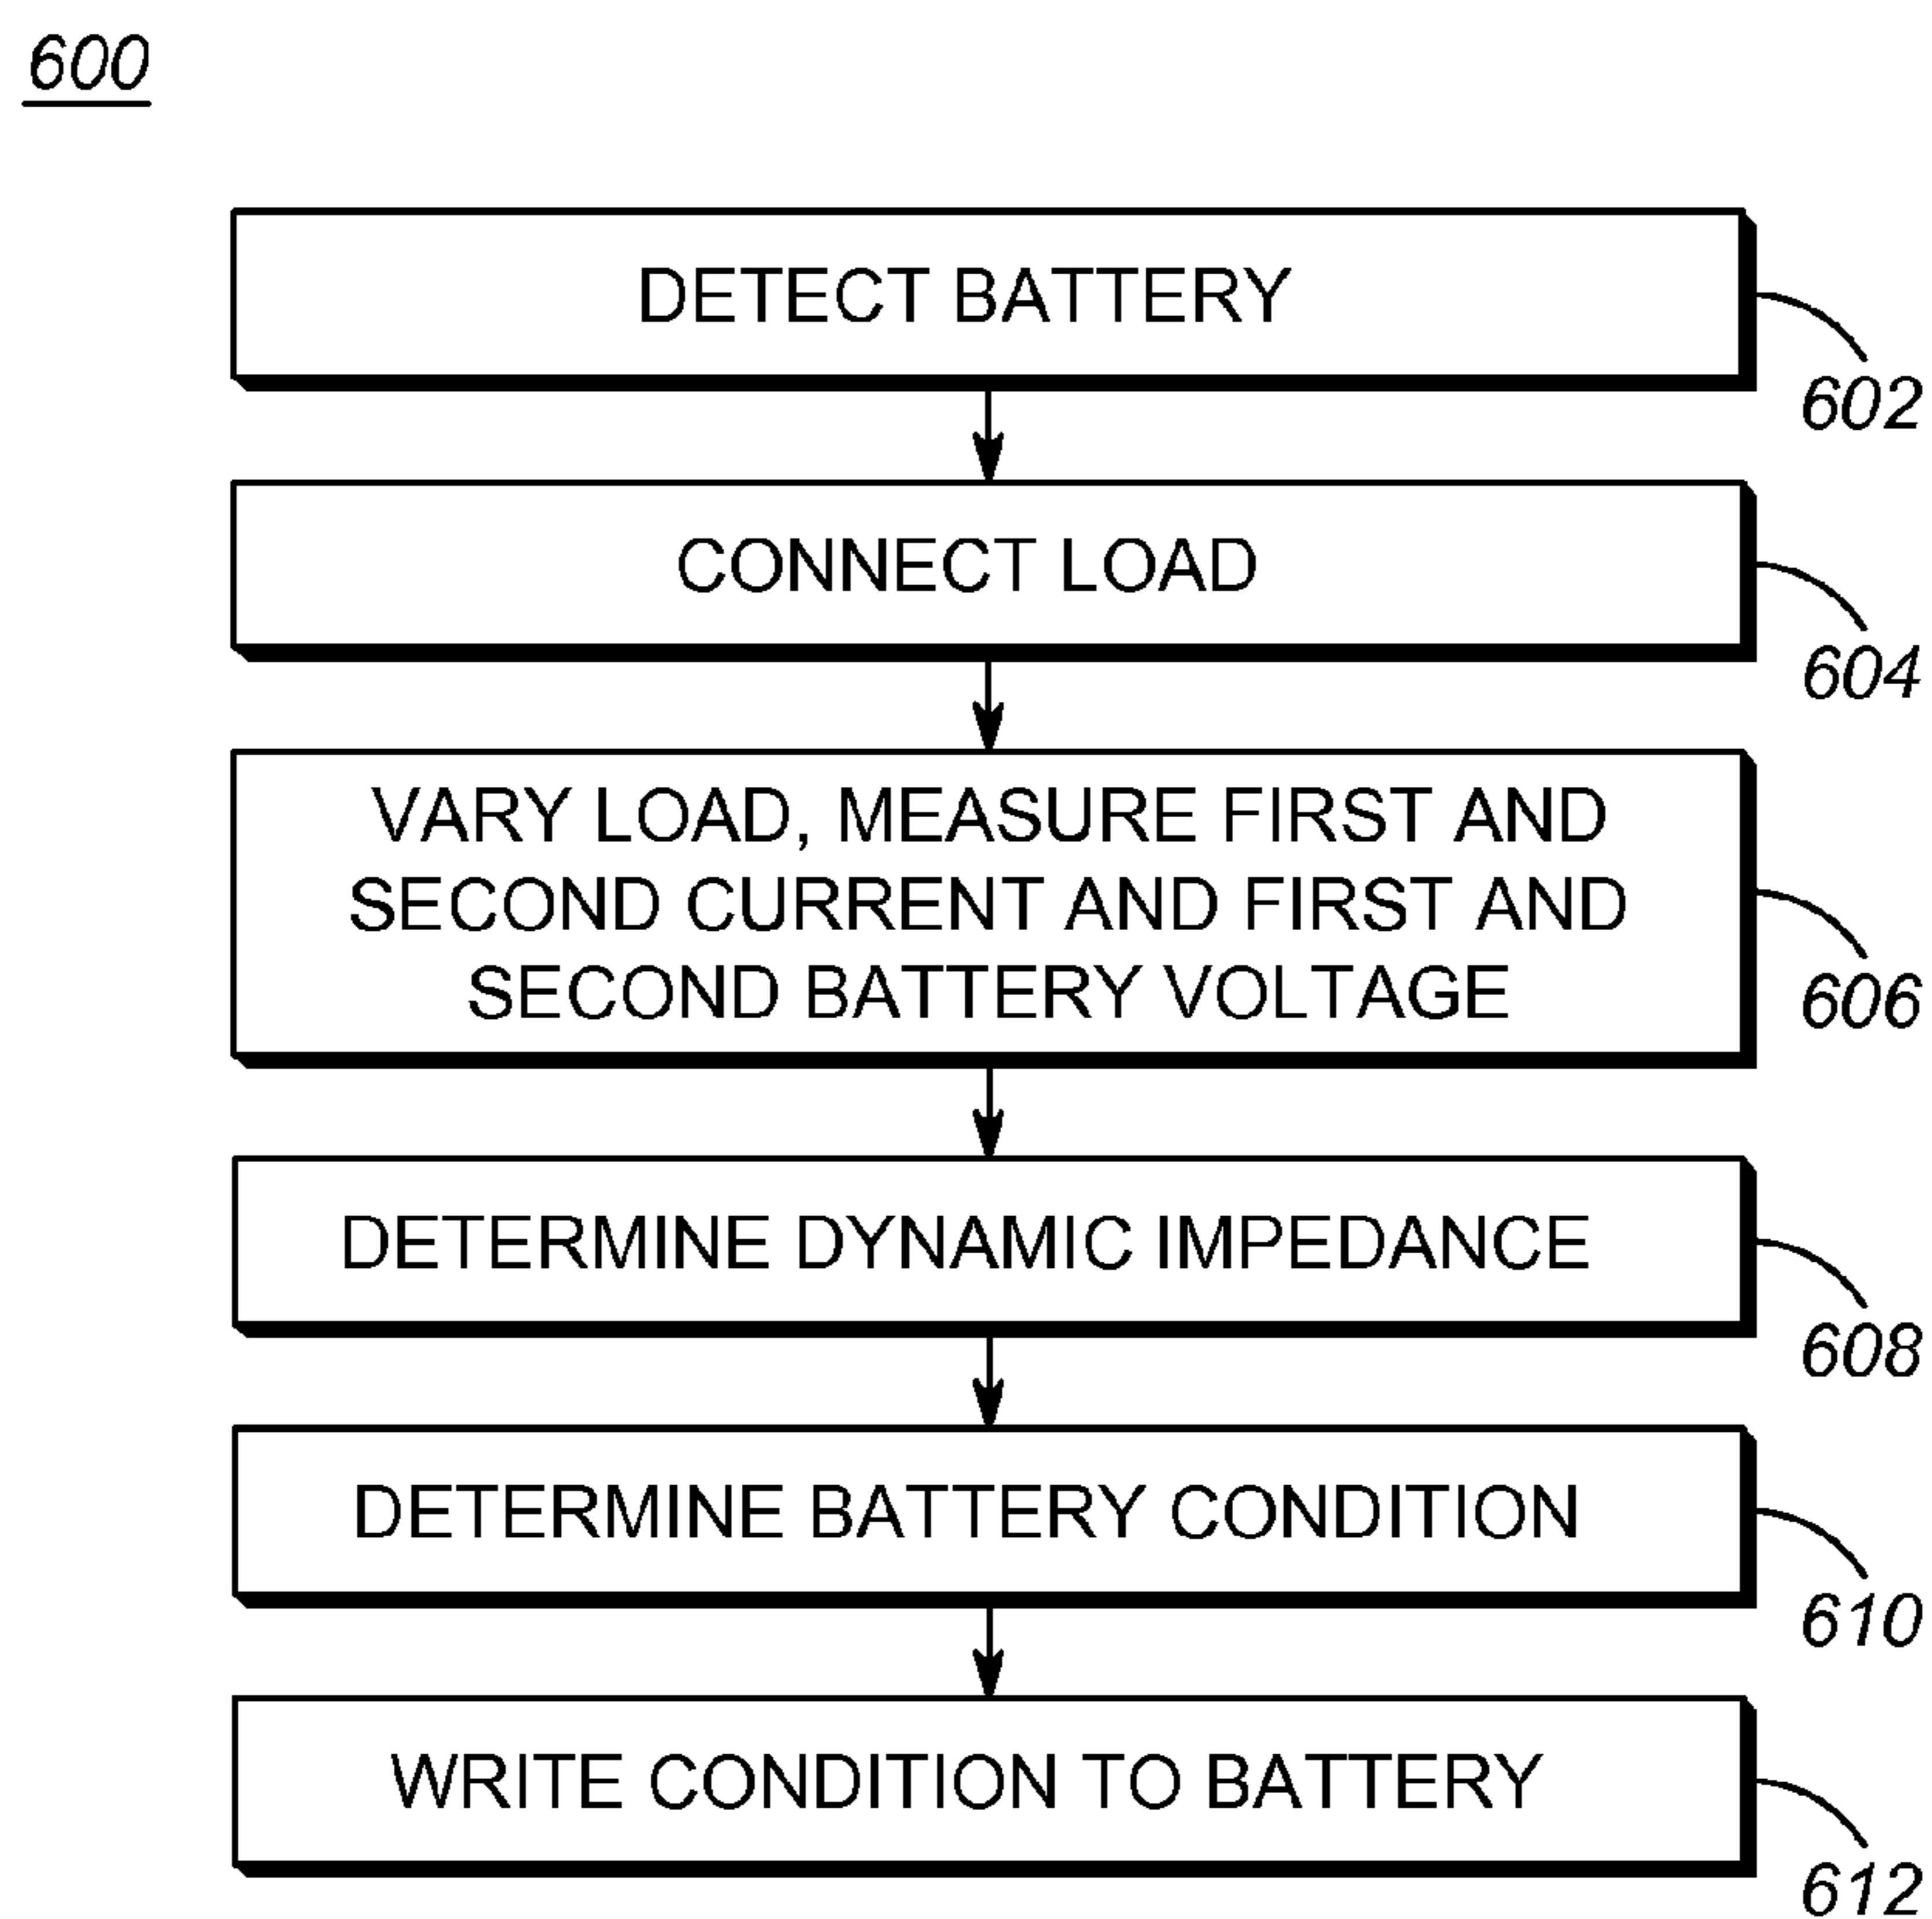 600
DETECT BATTERY
602
CONNECT LOAD
604
VARY LOAD, MEASURE FIRST AND
SECOND CURRENT AND FIRST AND
SECOND BATTERY VOLTAGE
606
DETERMINE DYNAMIC IMPEDANCE
608
DETERMINE BATTERY CONDITION
610
WRITE CONDITION TO BATTERY
612